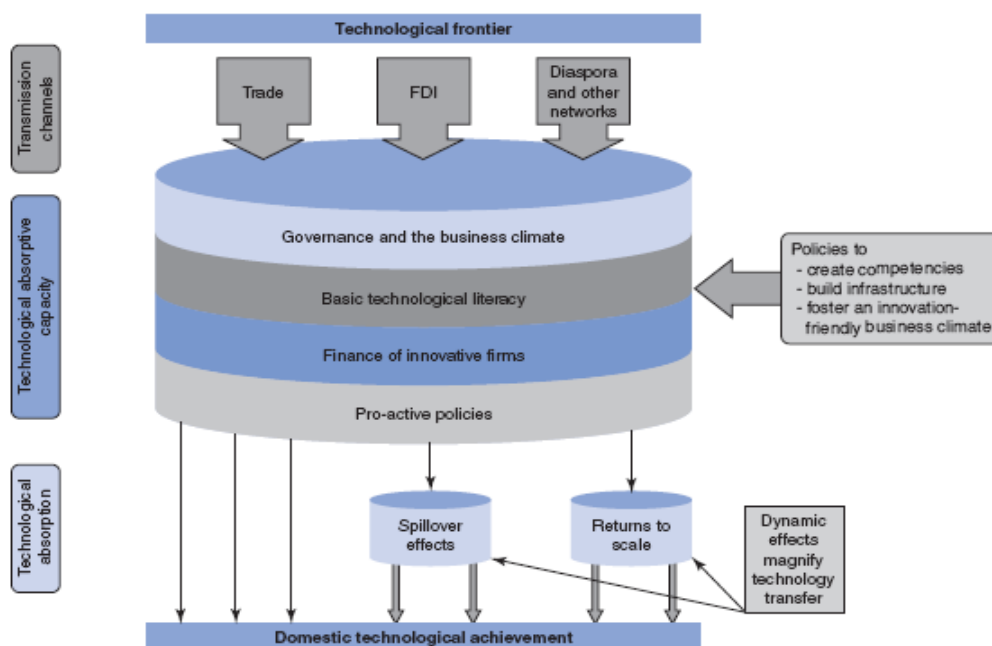 Technological frontier
Transmission
channels
Trade
FDI
Diaspora
and other
networks
Technological absorptive
capacity
Governance and the business climate
Basic technological literacy
Finance of innovative firms
Pro-active policies
Policies to
- create competencies
- build infrastructure
- foster an innovation-
friendly business climate
Technological
absorption
Spillover
effects
Returns to
scale
Dynamic
effects
magnify
technology
transfer
Domestic technological achievement